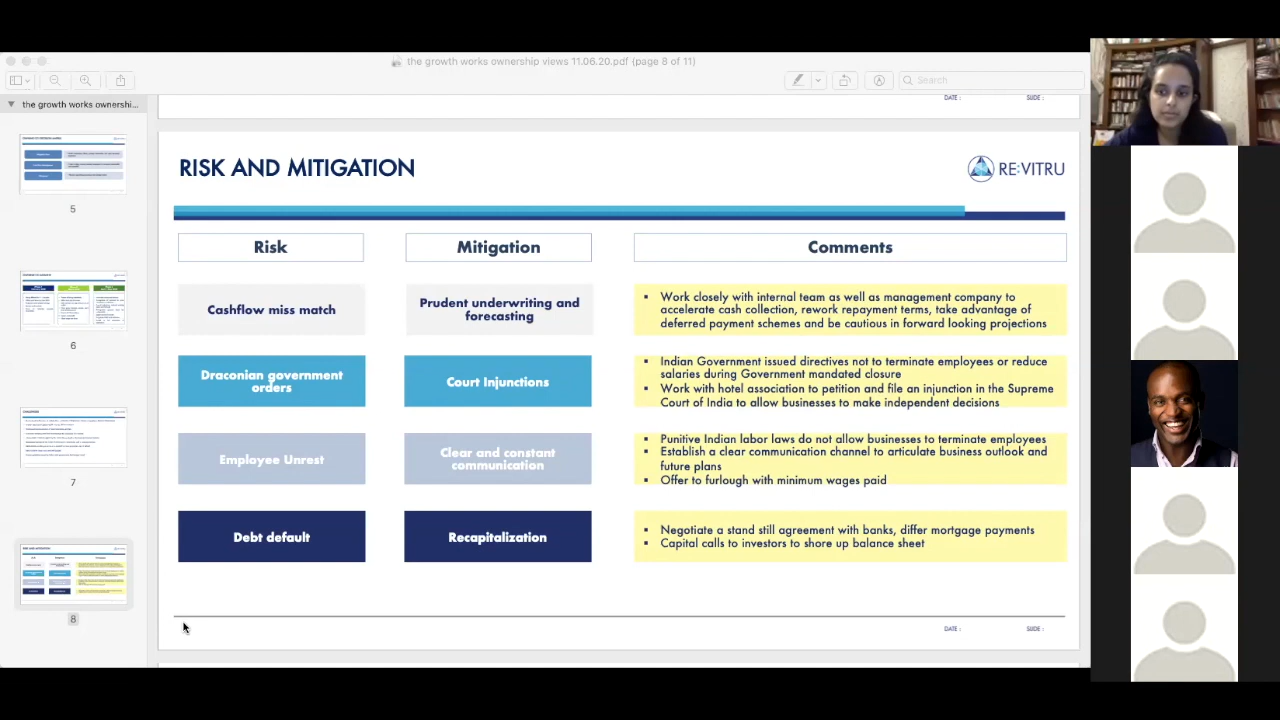 the growth works ownership views 11.06.20.pdf (page 8 of 11)
Search
the growth works ownershi...
5
6
7
8
DATE :
SLIDE :
RISK AND MITIGATION
RE:VITRU
Risk
Mitigation
Comments
Cashflow miss match
Prudent underwriting and
forecasting
▪ Work closely with internal team as well as management company to
accelerate cash collection, rework repayment terms, take advantage of
deferred payment schemes and be cautious in forward looking projections
Draconian government
orders
Court Injunctions
▪ Indian Government issued directives not to terminate employees or reduce
salaries during Government mandated closure
▪ Work with hotel association to petition and file an injunction in the Supreme
Court of India to allow businesses to make independent decisions
Employee Unrest
Clear and constant
communication
▪ Punitive Indian labor laws do not allow businesses to terminate employees
▪ Establish a clear communication channel to articulate business outlook and
future plans
▪ Offer to furlough with minimum wages paid
Debt default
Recapitalization
▪ Negotiate a stand still agreement with banks, differ mortgage payments
▪ Capital calls to investors to share up balance sheet
DATE :
SLIDE :